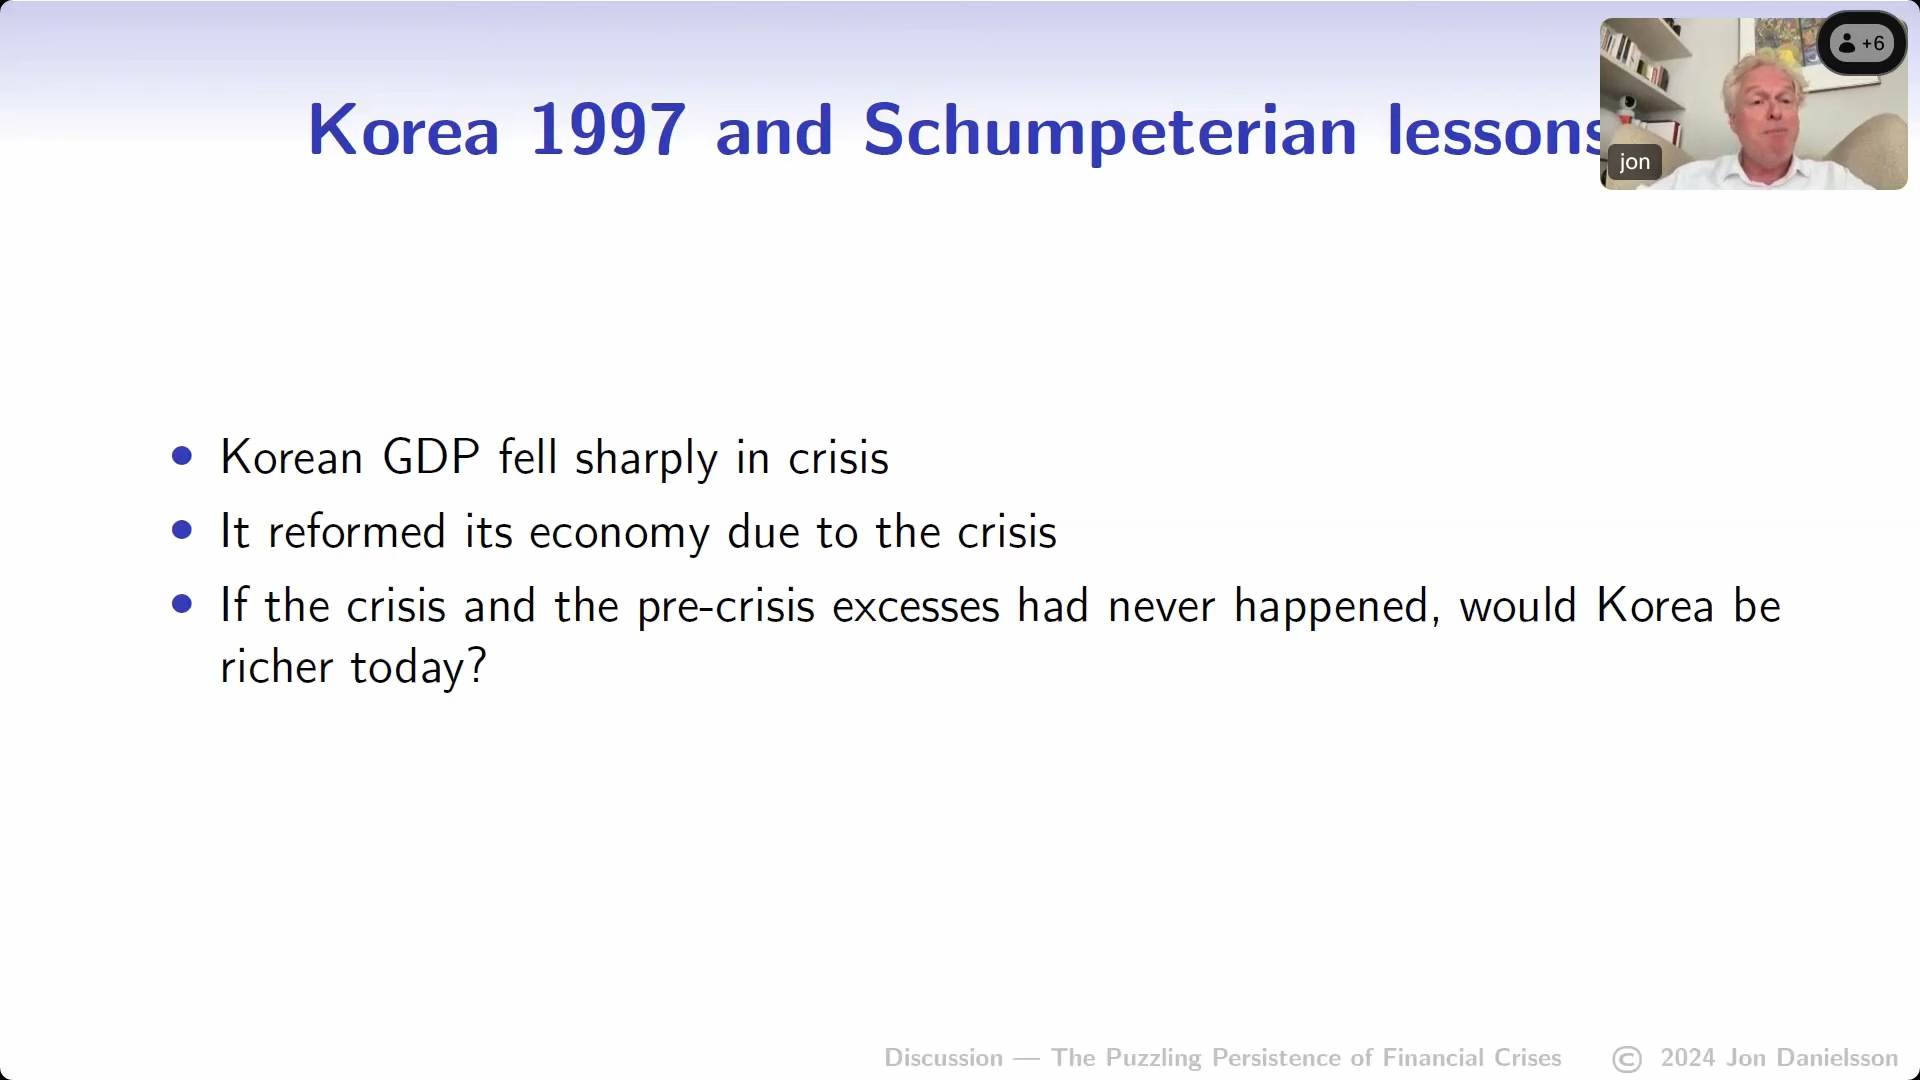 Korea 1997 and Schumpeterian lessons
+6
jon
• Korean GDP fell sharply in crisis
• It reformed its economy due to the crisis
• If the crisis and the pre-crisis excesses had never happened, would Korea be
richer today?
Discussion — The Puzzling Persistence of Financial Crises © 2024 Jon Danielsson